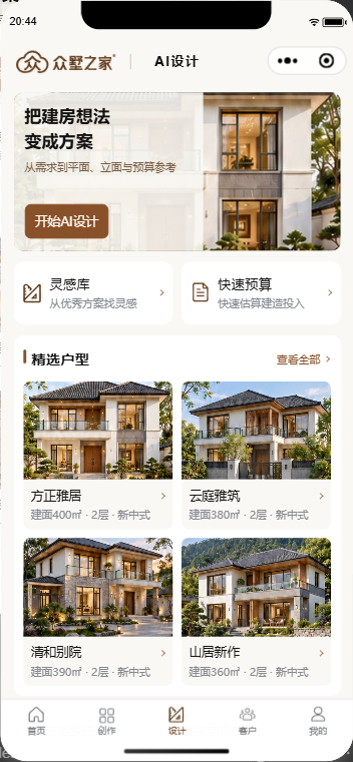 20:44
众墅之家
AI设计
把建房想法
变成方案
从需求到平面、立面与预算参考
开始AI设计
灵感库
从优秀方案找灵感
快速预算
快速估算建造投入
精选户型
查看全部
方正雅居
建面400㎡ · 2层 · 新中式
云庭雅筑
建面380㎡ · 2层 · 新中式
清和别院
建面390㎡ · 2层 · 新中式
山居新作
建面360㎡ · 2层 · 新中式
首页
创作
设计
客户
我的